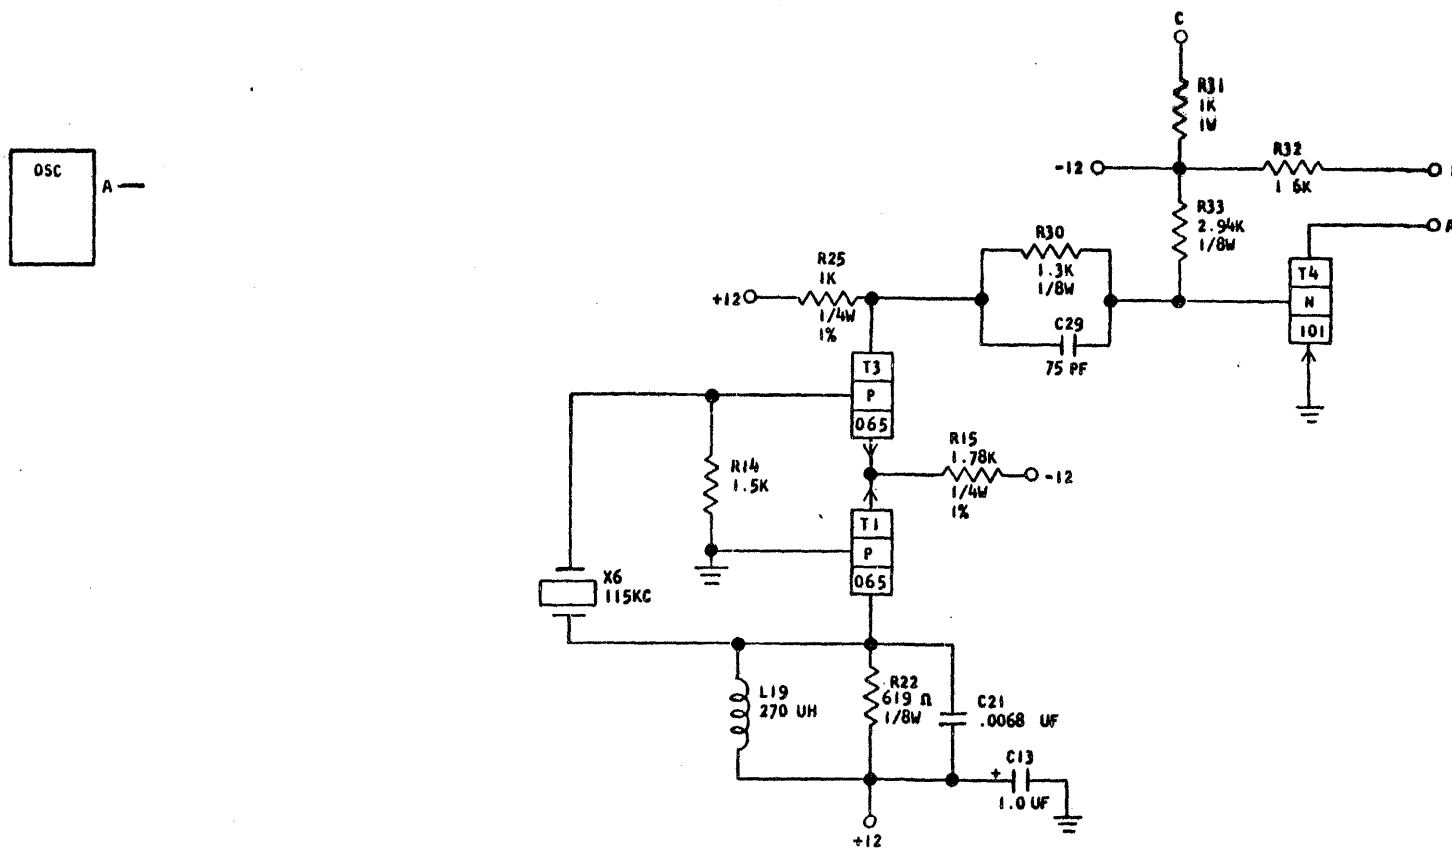 C
R31
1K
1W
OSC
A
-12
R32
1.6K
R33
2.94K
1/8W
A
R30
1.3K
1/8W
R25
1K
+12
1/4W
1%
C29
75 PF
T4
N
101
T3
P
065
R15
1.78K
-12
1/4W
1%
R14
1.5K
T1
P
065
X6
115KC
L19
270 UH
R22
619 Ω
1/8W
C21
.0068 UF
C13
+
1.0 UF
+12